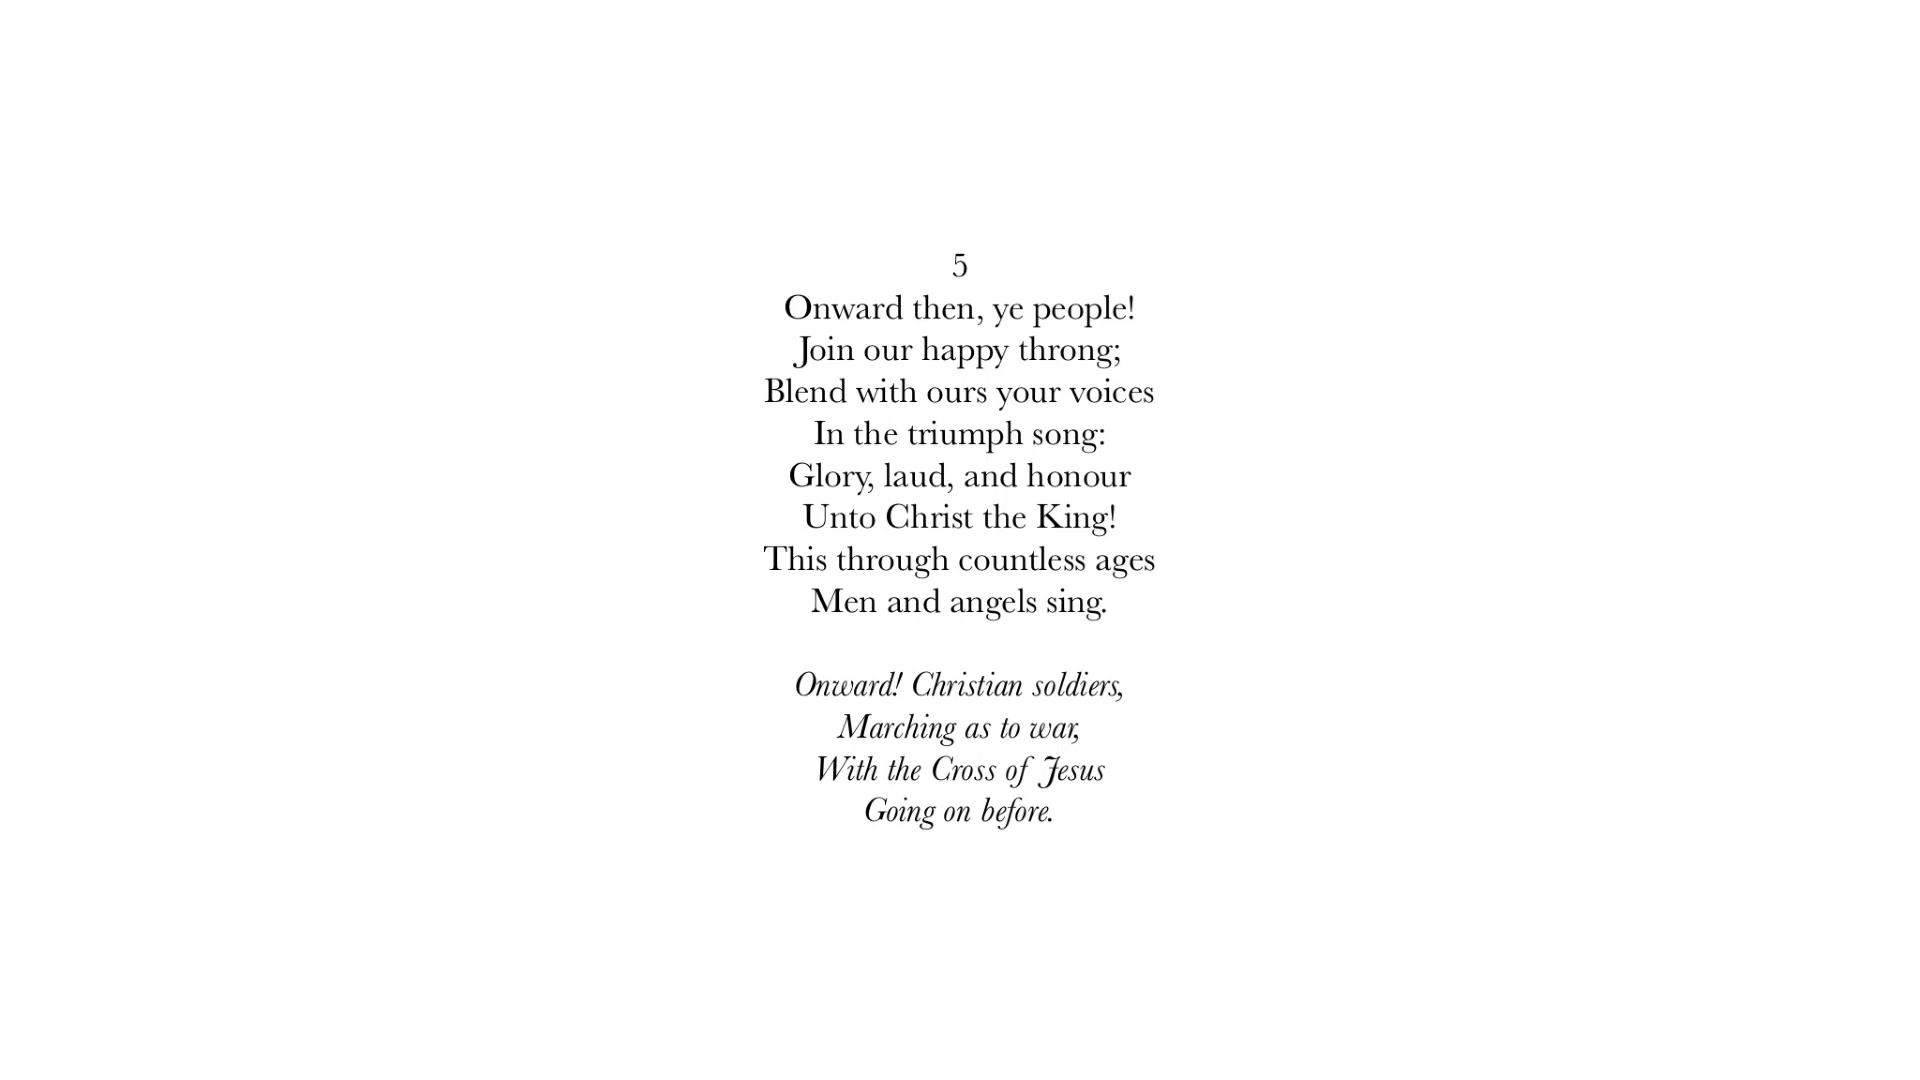 5
Onward then, ye people!
Join our happy throng;
Blend with ours your voices
In the triumph song:
Glory, laud, and honour
Unto Christ the King!
This through countless ages
Men and angels sing.
Onward! Christian soldiers,
Marching as to war,
With the Cross of Jesus
Going on before.